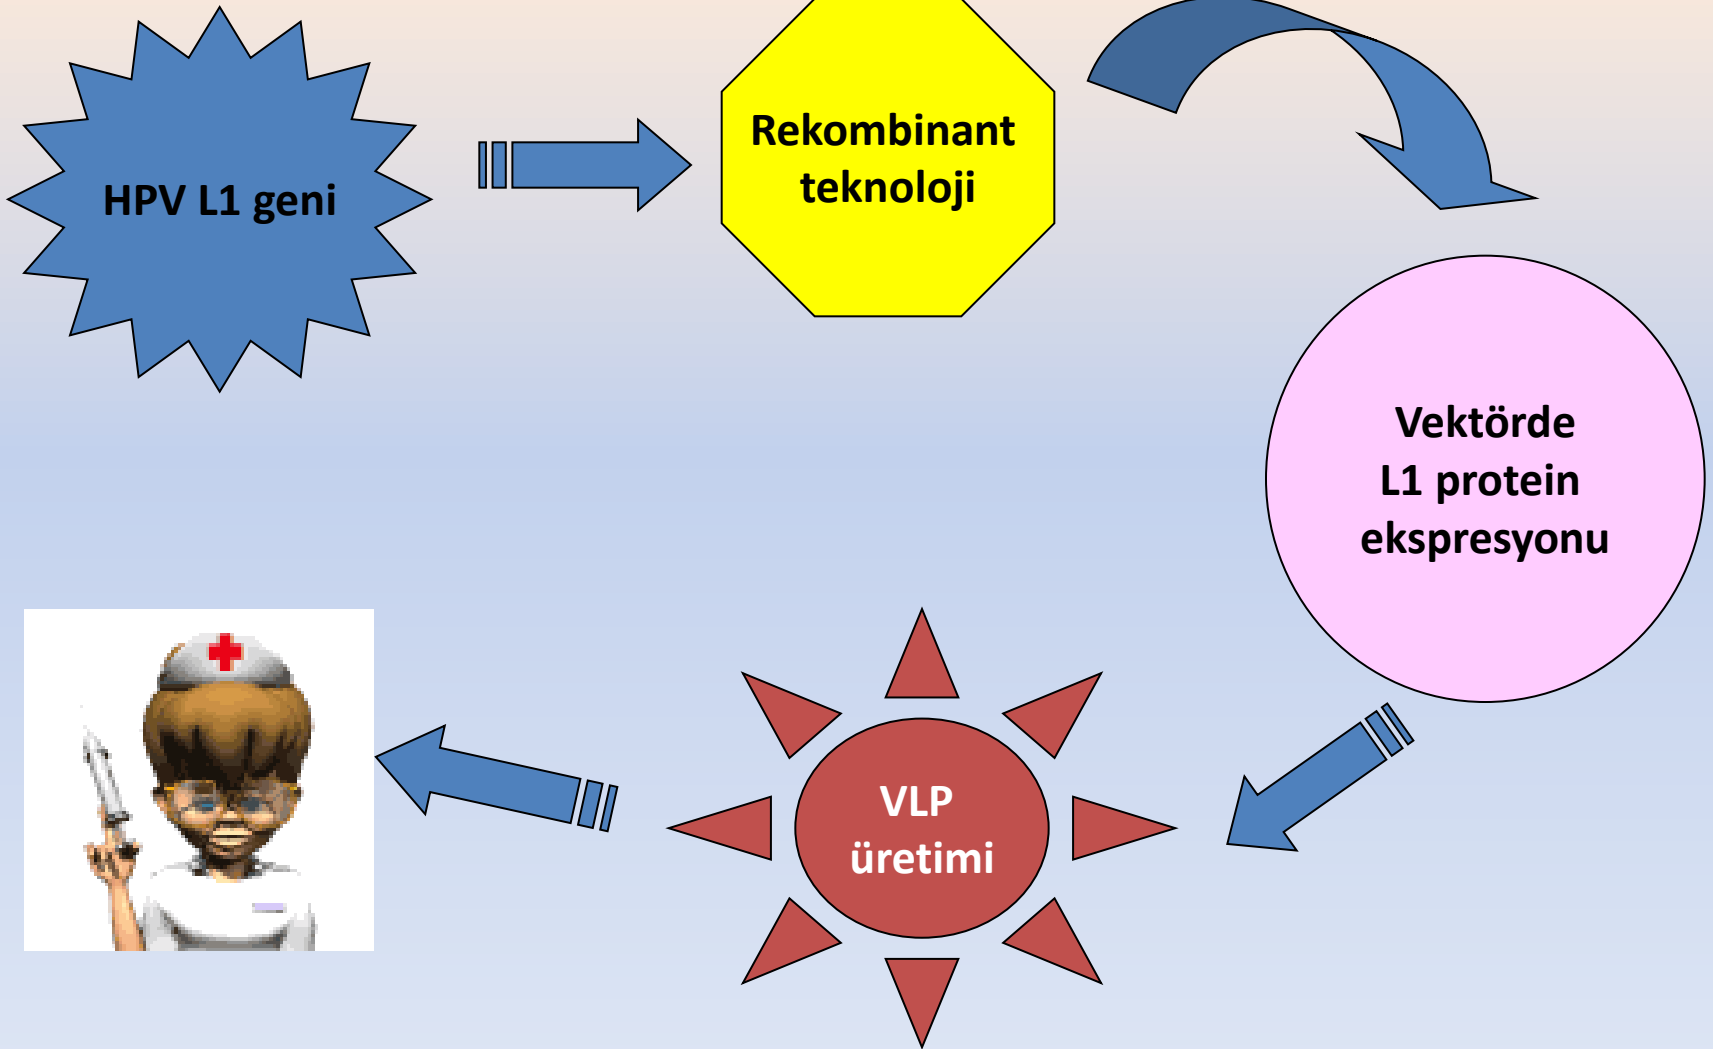 HPV L1 geni
Rekombinant
teknoloji
Vektörde
L1 protein
ekspresyonu
VLP
üretimi